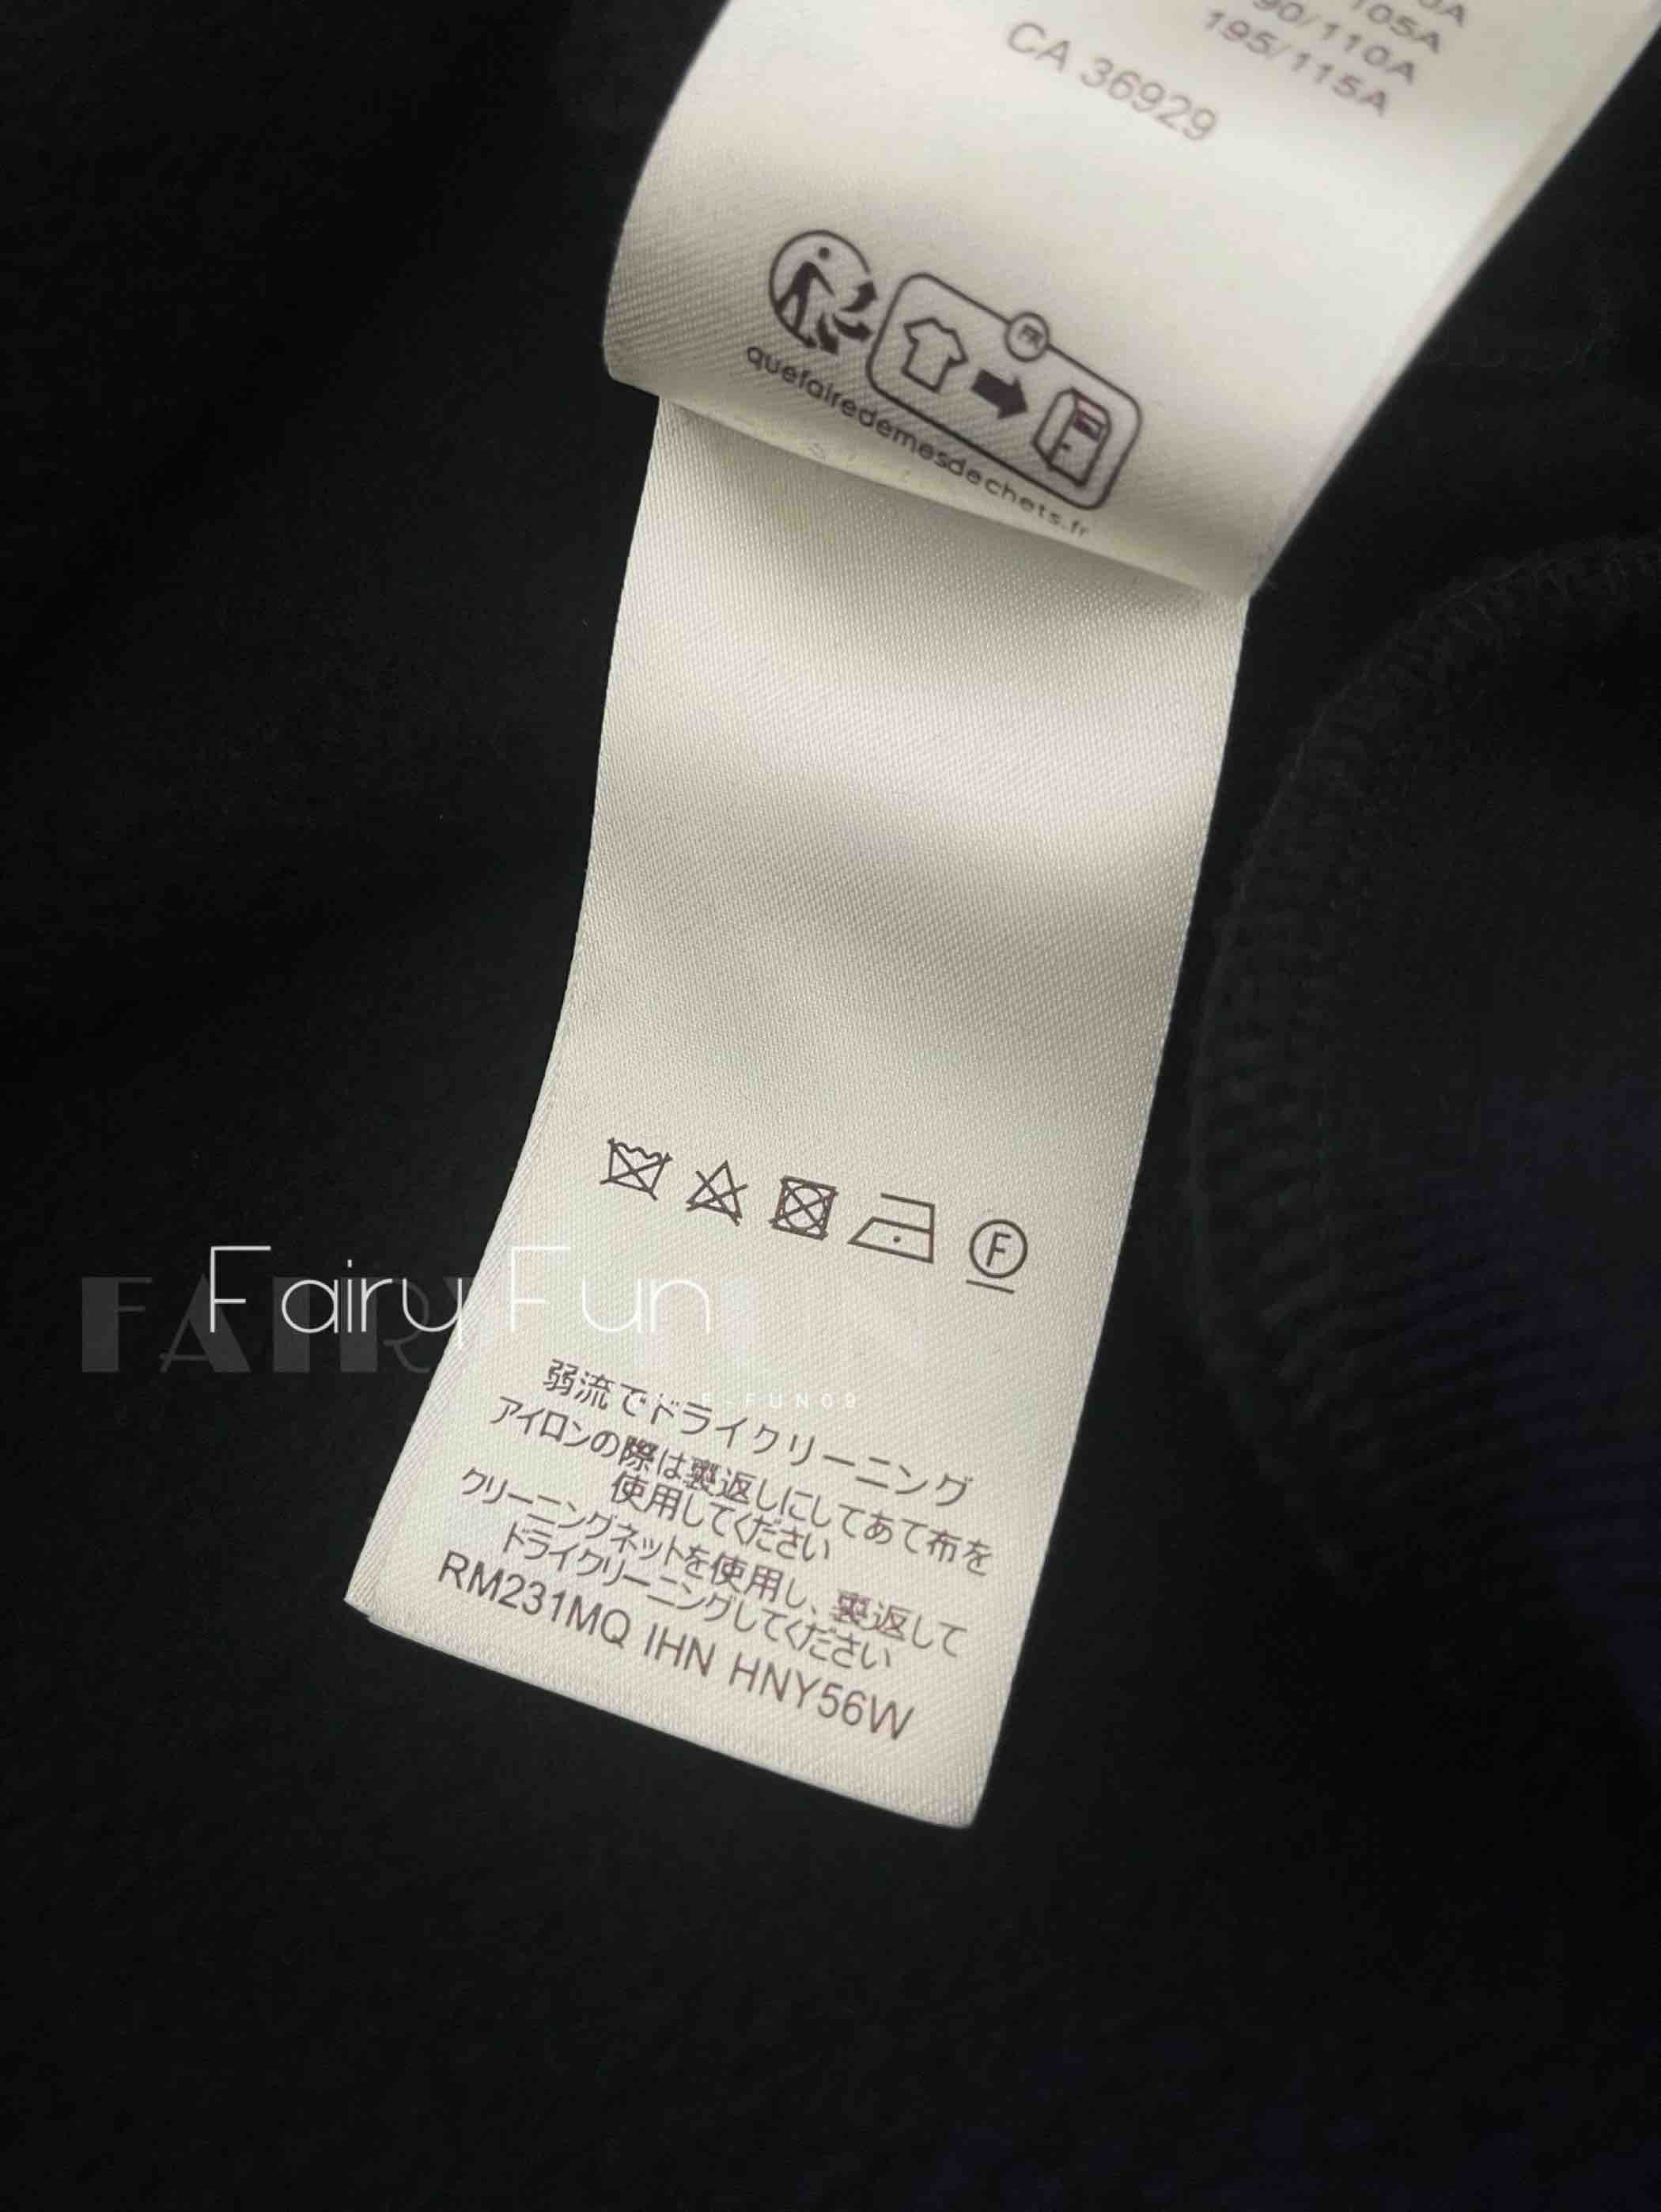 105A
90/110A
195/115A
CA 36929
FR
quefairedemesdechets.fr
F
Fairy Fun
FUN08
弱流でドライクリーニング
アイロンの際は裏返しにしてあて布を
使用してください
クリーニングネットを使用し、裏返して
ドライクリーニングしてください
RM231MQ IHN HNY56W